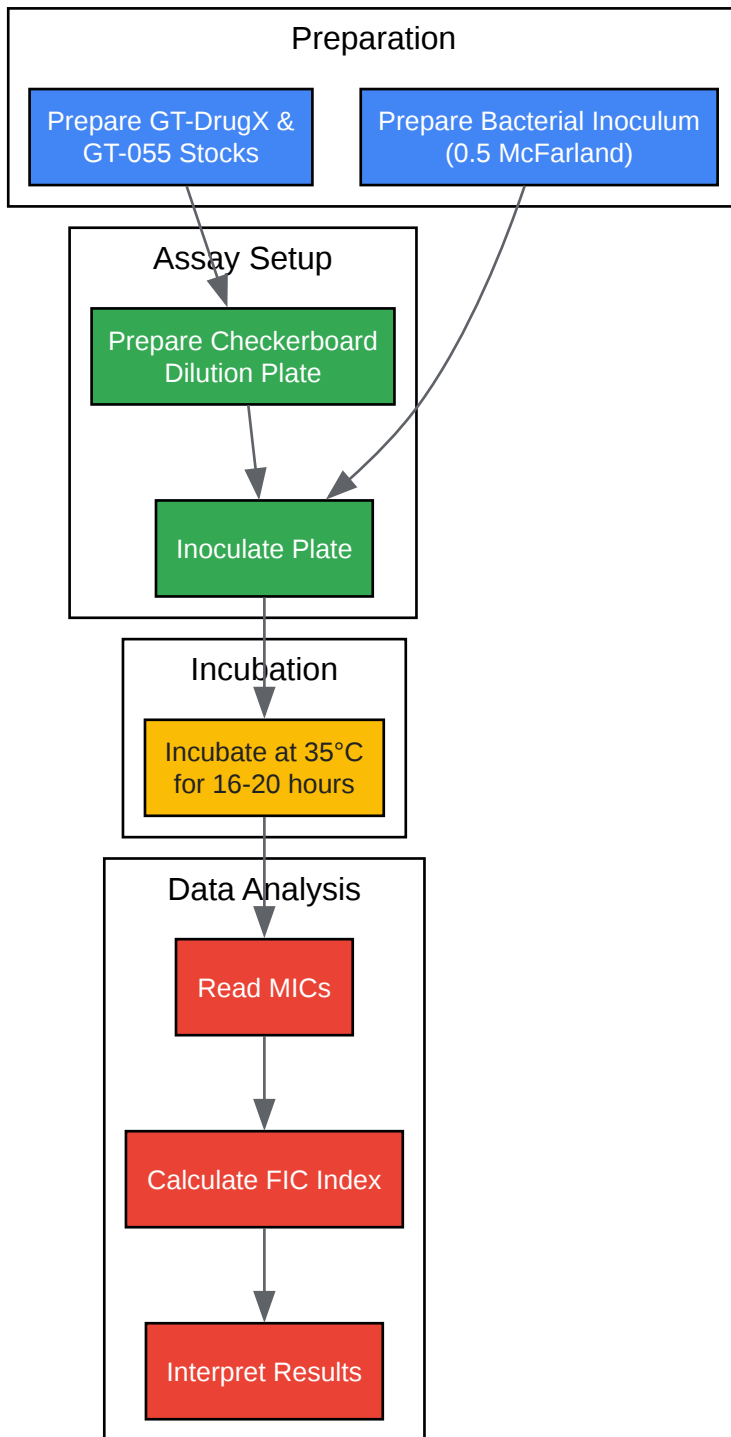 Preparation
Prepare GT-DrugX &
GT-055 Stocks
Prepare Bacterial Inoculum
(0.5 McFarland)
Assay Setup
Prepare Checkerboard
Dilution Plate
Inoculate Plate
Incubation
Incubate at 35°C
for 16-20 hours
Data Analysis
Read MICs
Calculate FIC Index
Interpret Results